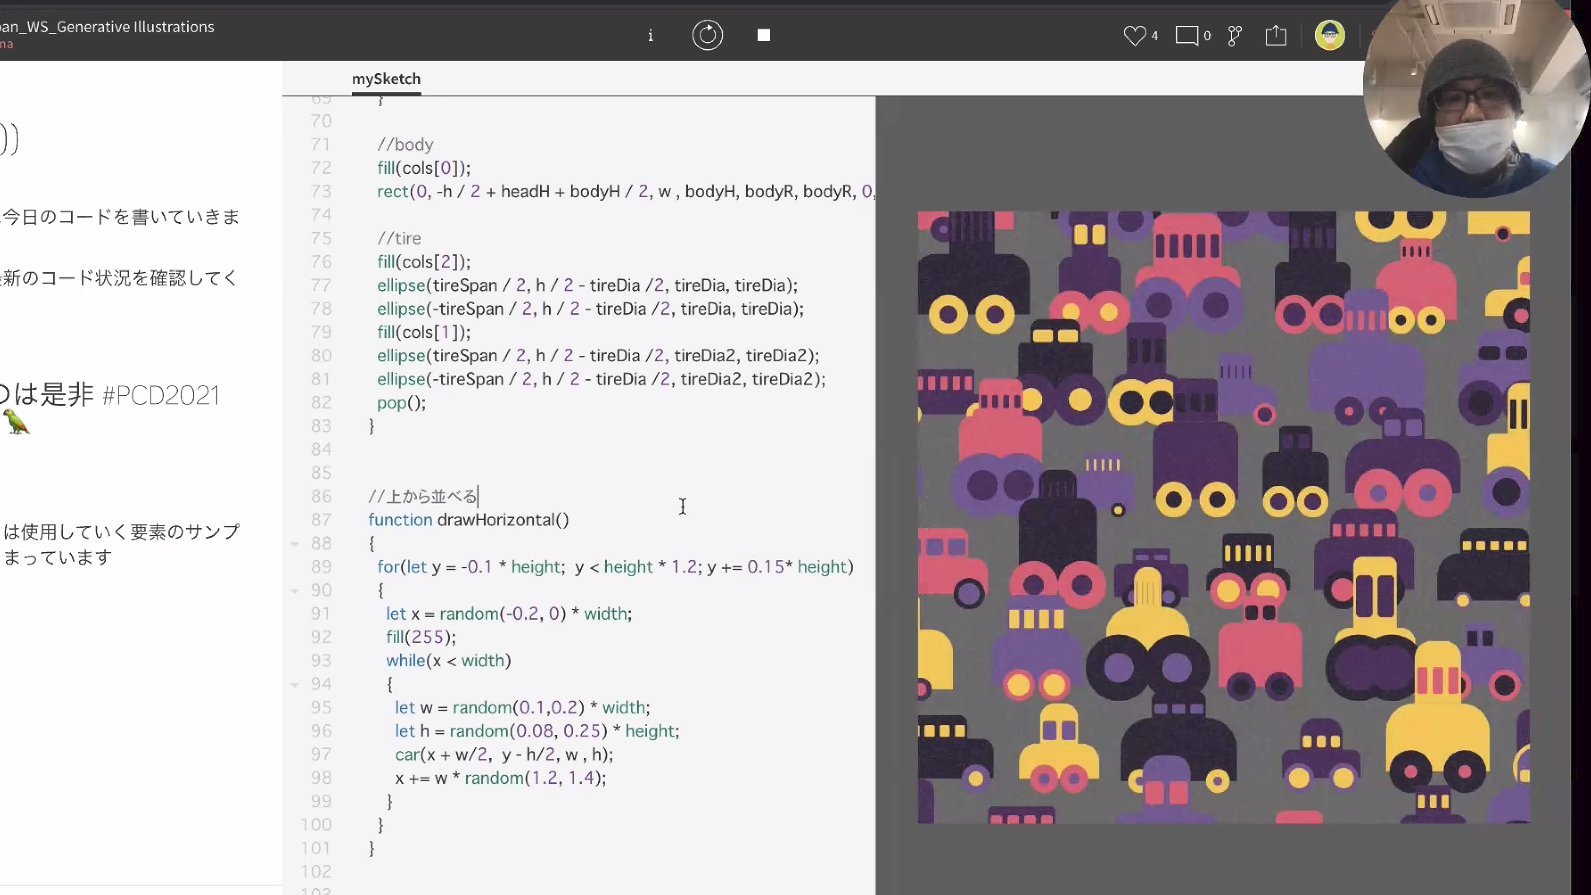 pan_WS_Generative Illustrations
ma
i
4
0
mySketch
))
今日のコードを書いていきま
最新のコード状況を確認してく
のは是非 #PCD2021
は使用していく要素のサンプ
まっています
69 }
70
71 //body
72 fill(cols[0]);
73 rect(0, -h / 2 + headH + bodyH / 2, w , bodyH, bodyR, bodyR, 0,
74
75 //tire
76 fill(cols[2]);
77 ellipse(tireSpan / 2, h / 2 - tireDia /2, tireDia, tireDia);
78 ellipse(-tireSpan / 2, h / 2 - tireDia /2, tireDia, tireDia);
79 fill(cols[1]);
80 ellipse(tireSpan / 2, h / 2 - tireDia /2, tireDia2, tireDia2);
81 ellipse(-tireSpan / 2, h / 2 - tireDia /2, tireDia2, tireDia2);
82 pop();
83 }
84
85
86 //上から並べる
87 function drawHorizontal()
88 {
89 for(let y = -0.1 * height; y < height * 1.2; y += 0.15* height)
90 {
91 let x = random(-0.2, 0) * width;
92 fill(255);
93 while(x < width)
94 {
95 let w = random(0.1,0.2) * width;
96 let h = random(0.08, 0.25) * height;
97 car(x + w/2, y - h/2, w , h);
98 x += w * random(1.2, 1.4);
99 }
100 }
101 }
102